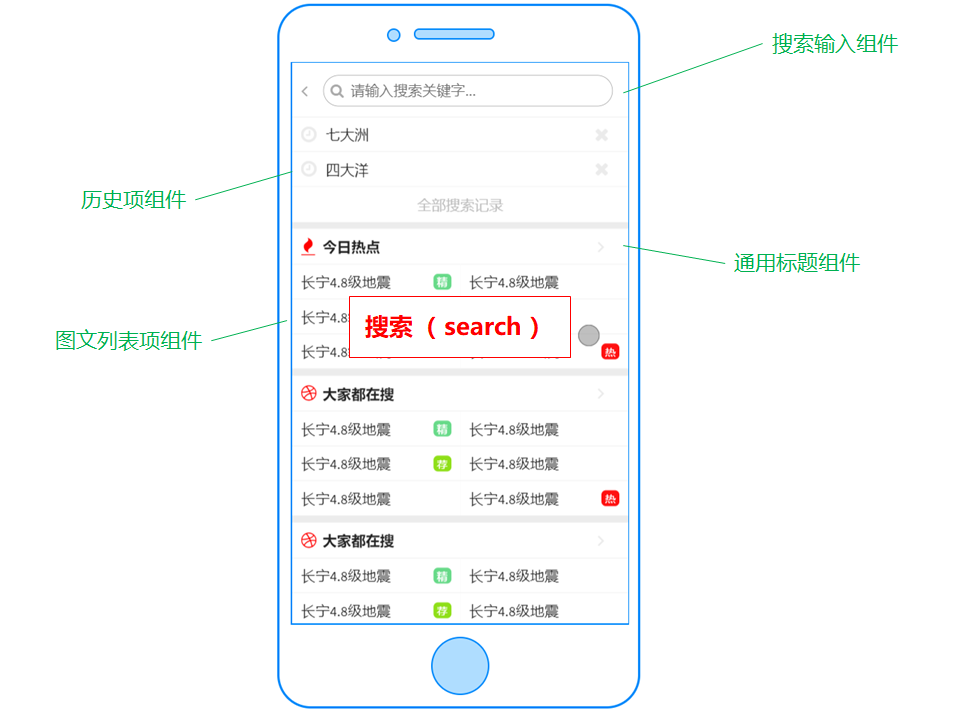 搜索输入组件
请输入搜索关键字...
七大洲
四大洋
历史项组件
全部搜索记录
今日热点
通用标题组件
长宁4.8级地震 精 长宁4.8级地震
长宁4.8
搜索（ search ）
图文列表项组件
长宁4.8 热
大家都在搜
长宁4.8级地震 精 长宁4.8级地震
长宁4.8级地震 荐 长宁4.8级地震
长宁4.8级地震 长宁4.8级地震 热
大家都在搜
长宁4.8级地震 精 长宁4.8级地震
长宁4.8级地震 荐 长宁4.8级地震